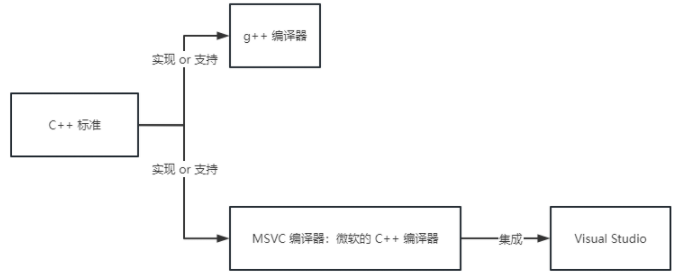 g++ 编译器
实现 or 支持
C++ 标准
实现 or 支持
MSVC 编译器：微软的 C++ 编译器
集成
Visual Studio